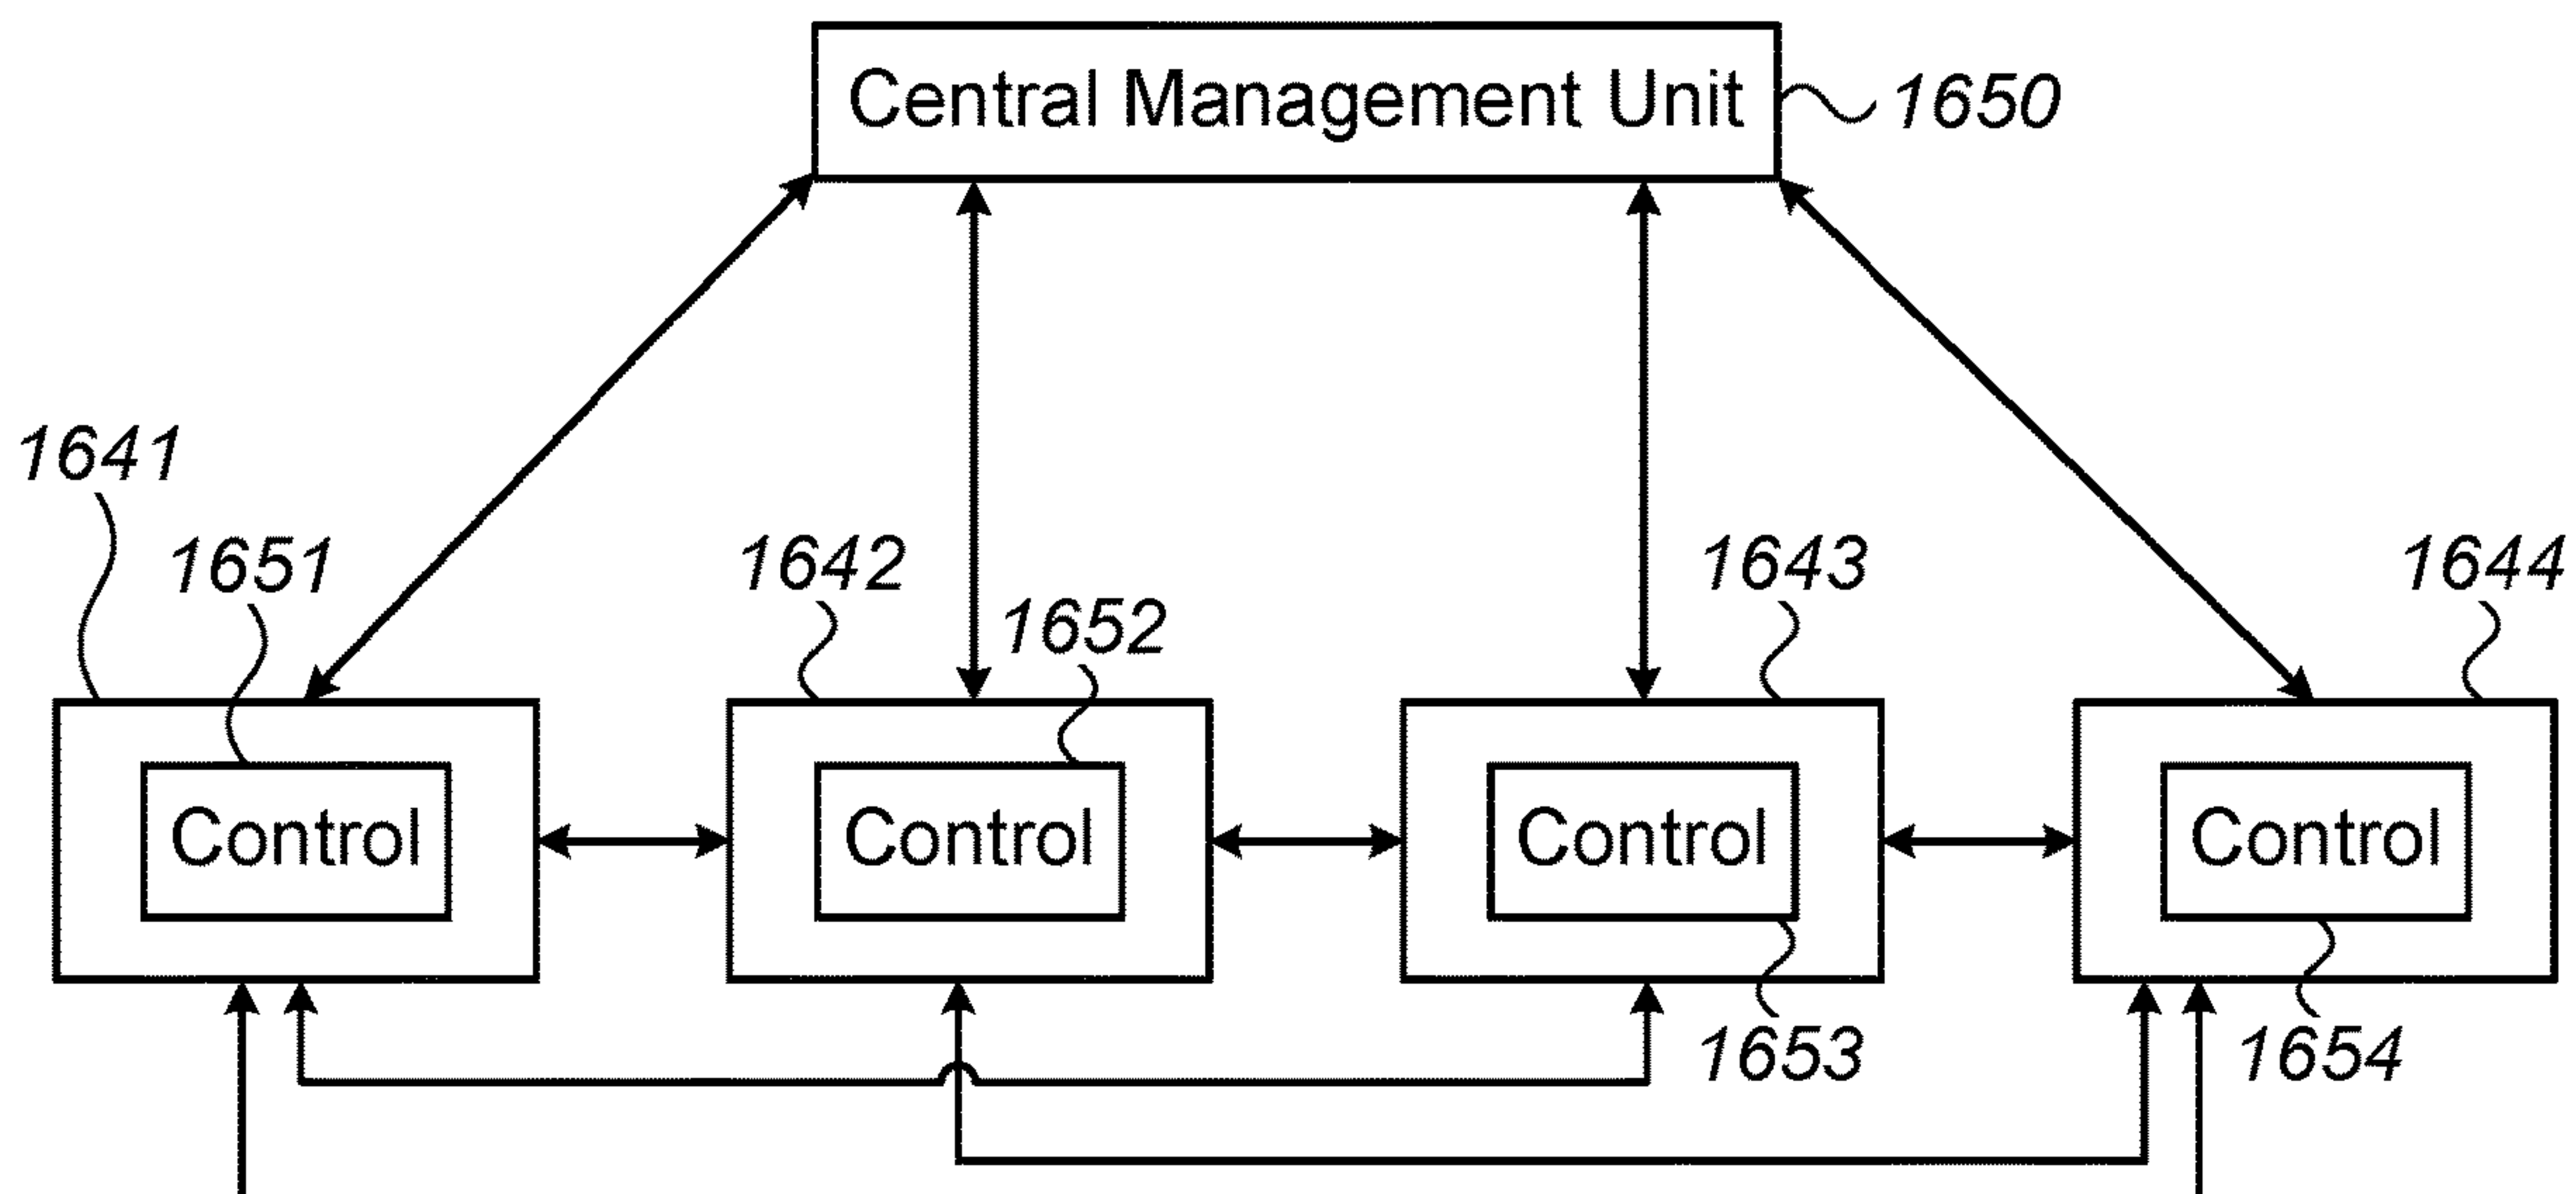 Central Management Unit 1650
1641
1651
1642
1652
1643
1644
Control
Control
Control
Control
1653
1654